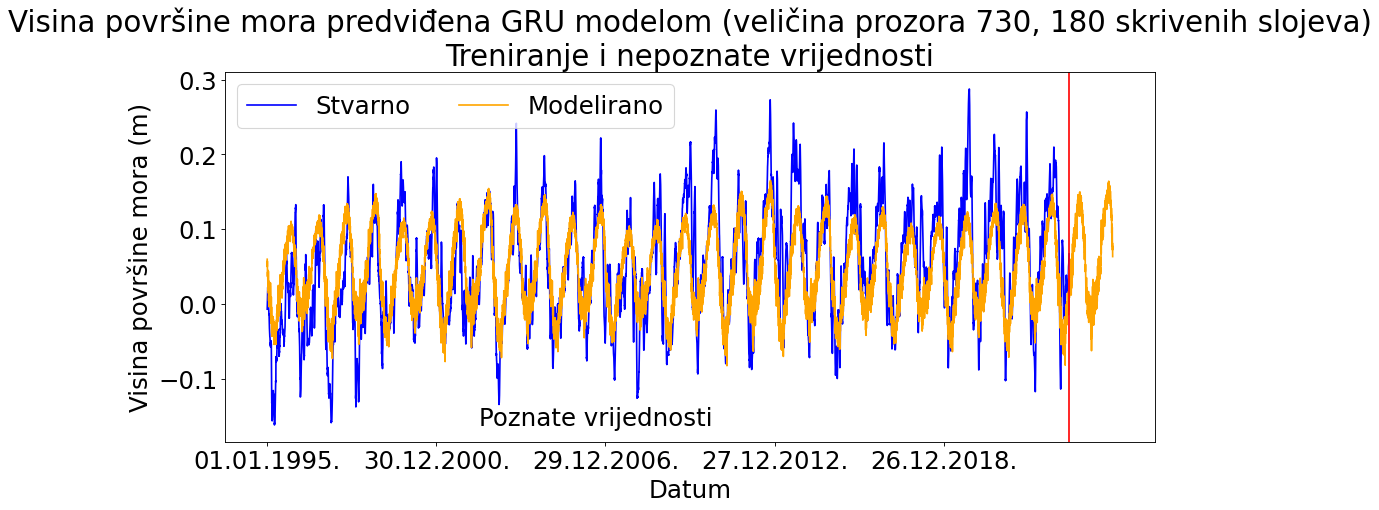 Visina površine mora predviđena GRU modelom (veličina prozora 730, 180 skrivenih slojeva)
Treniranje i nepoznate vrijednosti
Stvarno
Modelirano
Visina površine mora (m)
0.3
0.2
0.1
0.0
−0.1
Poznate vrijednosti
01.01.1995.
30.12.2000.
29.12.2006.
27.12.2012.
26.12.2018.
Datum